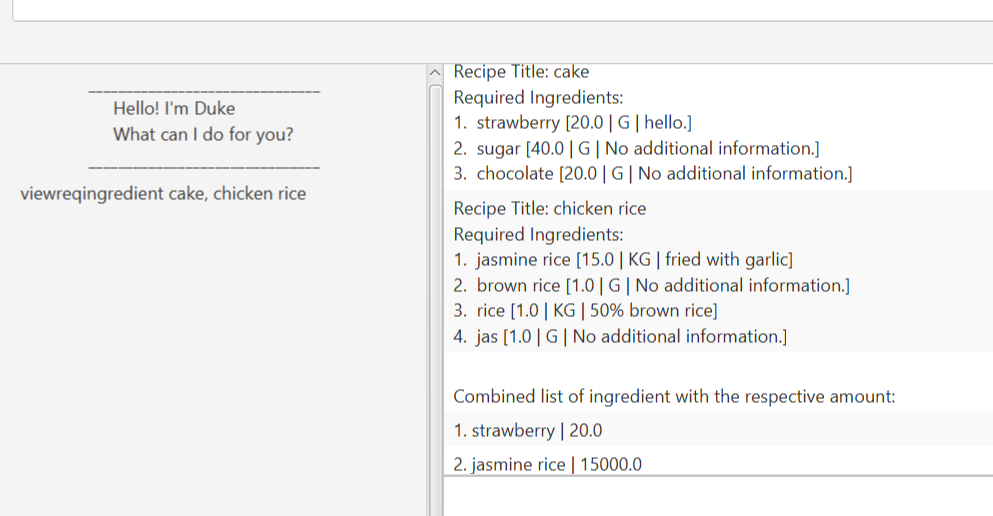 Hello! I'm Duke
What can I do for you?
viewreqingredient cake, chicken rice
Recipe Title: cake
Required Ingredients:
1. strawberry [20.0 | G | hello.]
2. sugar [40.0 | G | No additional information.]
3. chocolate [20.0 | G | No additional information.]
Recipe Title: chicken rice
Required Ingredients:
1. jasmine rice [15.0 | KG | fried with garlic]
2. brown rice [1.0 | G | No additional information.]
3. rice [1.0 | KG | 50% brown rice]
4. jas [1.0 | G | No additional information.]
Combined list of ingredient with the respective amount:
1. strawberry | 20.0
2. jasmine rice | 15000.0